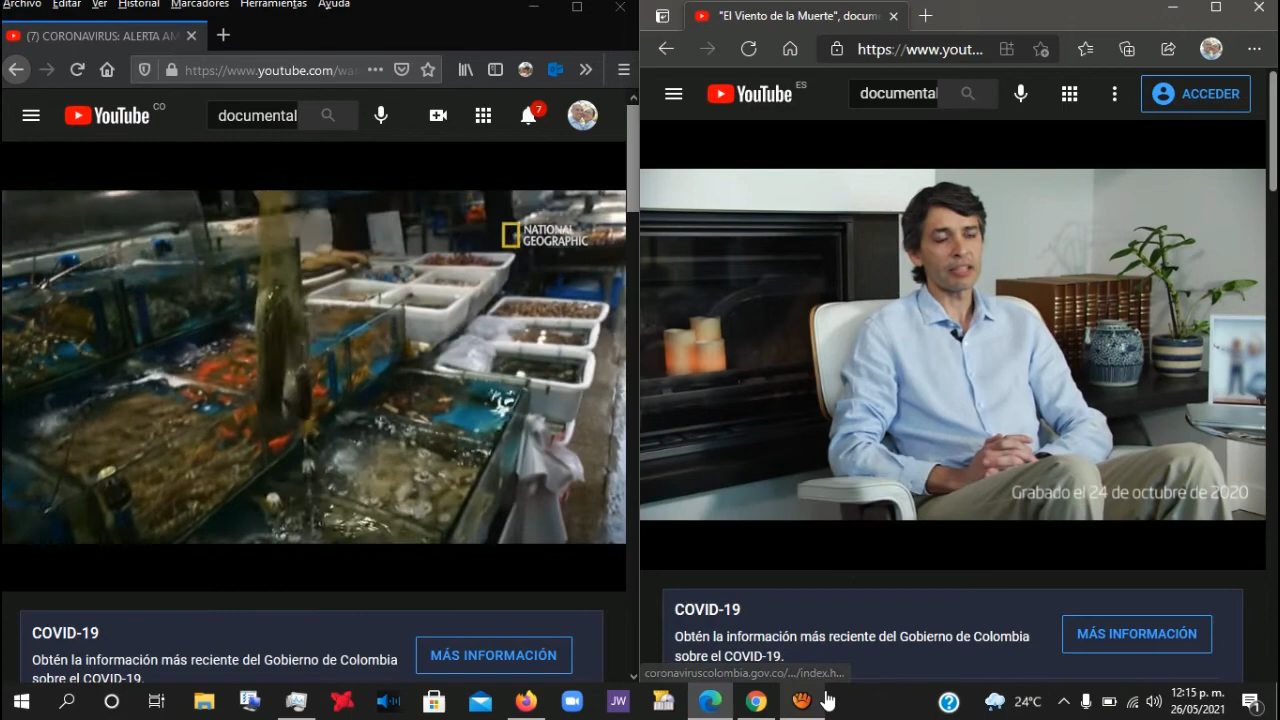 Archivo Editar Ver Historial Marcadores Herramientas Ayuda
(7) CORONAVIRUS: ALERTA AM
https://www.youtube.com/wa
YouTube CO
documental
7
NATIONAL
GEOGRAPHIC
COVID-19
Obtén la información más reciente del Gobierno de Colombia
sobre el COVID-19.
MÁS INFORMACIÓN
"El Viento de la Muerte", docum
https://www.yout...
YouTube ES
documental
ACCEDER
Grabado el 24 de octubre de 2020
COVID-19
Obtén la información más reciente del Gobierno de Colombia
sobre el COVID-19.
MÁS INFORMACIÓN
coronaviruscolombia.gov.co/.../index.h...
JW
24°C
12:15 p. m.
26/05/2021
1